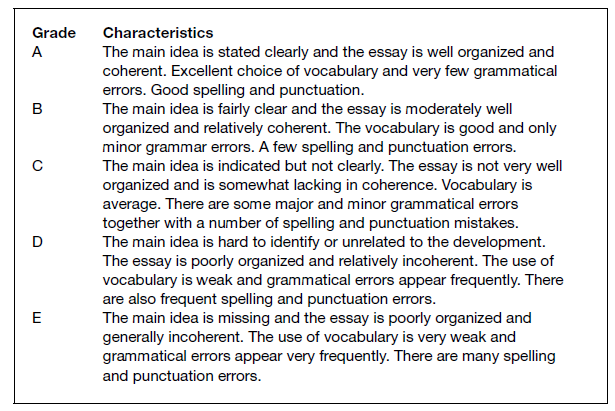 Grade Characteristics
A The main idea is stated clearly and the essay is well organized and
coherent. Excellent choice of vocabulary and very few grammatical
errors. Good spelling and punctuation.
B The main idea is fairly clear and the essay is moderately well
organized and relatively coherent. The vocabulary is good and only
minor grammar errors. A few spelling and punctuation errors.
C The main idea is indicated but not clearly. The essay is not very well
organized and is somewhat lacking in coherence. Vocabulary is
average. There are some major and minor grammatical errors
together with a number of spelling and punctuation mistakes.
D The main idea is hard to identify or unrelated to the development.
The essay is poorly organized and relatively incoherent. The use of
vocabulary is weak and grammatical errors appear frequently. There
are also frequent spelling and punctuation errors.
E The main idea is missing and the essay is poorly organized and
generally incoherent. The use of vocabulary is very weak and
grammatical errors appear very frequently. There are many spelling
and punctuation errors.